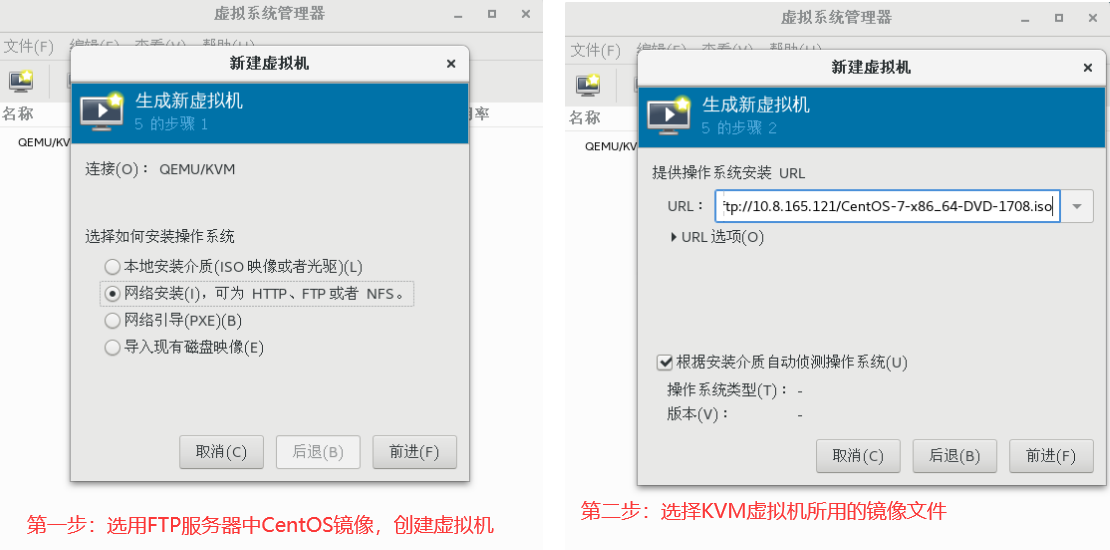 虚拟系统管理器
文件(F) 编辑(E) 查看(V) 帮助(H)
新建虚拟机
生成新虚拟机
5 的步骤 1
名称
QEMU/KV
连接(O)： QEMU/KVM
选择如何安装操作系统
本地安装介质(ISO 映像或者光驱)(L)
网络安装(I)，可为 HTTP、FTP 或者 NFS。
网络引导(PXE)(B)
导入现有磁盘映像(E)
取消(C) 后退(B) 前进(F)
第一步：选用FTP服务器中CentOS镜像，创建虚拟机
虚拟系统管理器
文件(F) 编辑(E) 查看(V) 帮助(H)
新建虚拟机
生成新虚拟机
5 的步骤 2
名称
QEMU/KV
提供操作系统安装 URL
URL： tp://10.8.165.121/CentOS-7-x86_64-DVD-1708.iso
URL 选项(O)
根据安装介质自动侦测操作系统(U)
操作系统类型(T)： -
版本(V)： -
取消(C) 后退(B) 前进(F)
第二步：选择KVM虚拟机所用的镜像文件